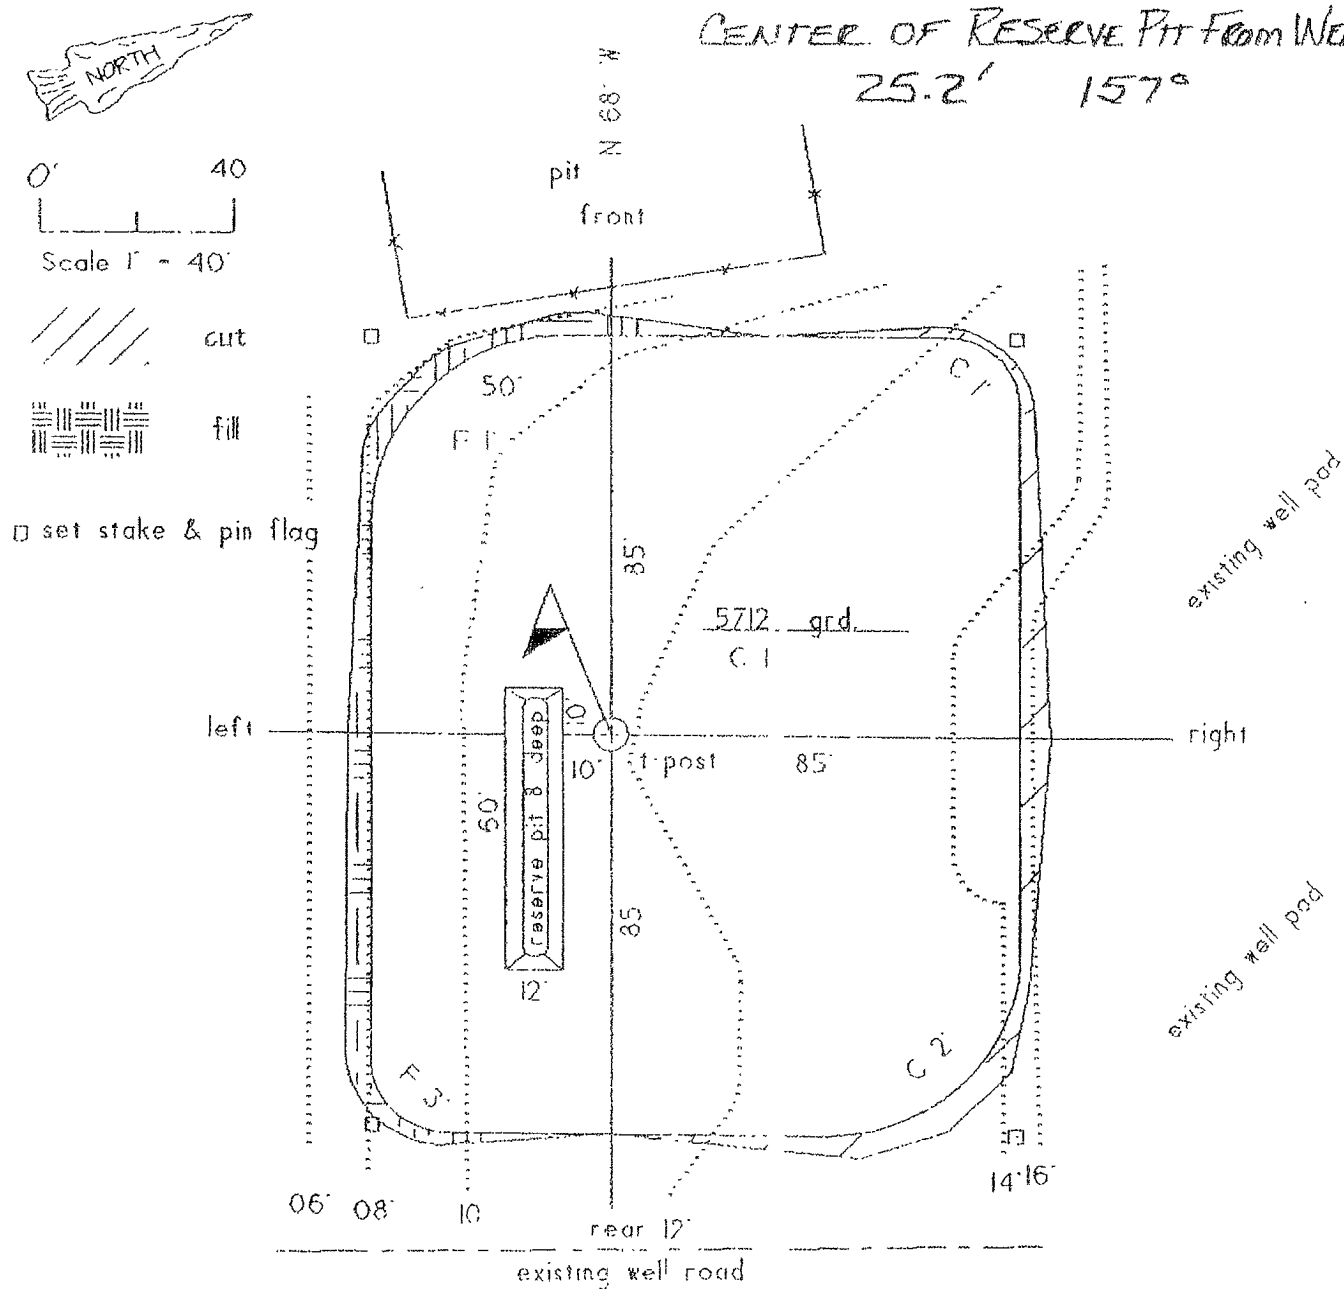 CENTER OF RESERVE PIT FROM WE
25.2' 157°
NORTH
N 68° W
0' 40
Scale 1" = 40'
pit
front
cut
fill
□ set stake & pin flag
50'
F 1'
C 1'
85'
existing well pad
5712 grd.
C 1
left
right
10'
10'
t-post
85'
reserve pit 8' deep
60'
12'
85'
existing well pad
F 3'
C 2'
06' 08' 10 rear 12' 14' 16'
existing well road